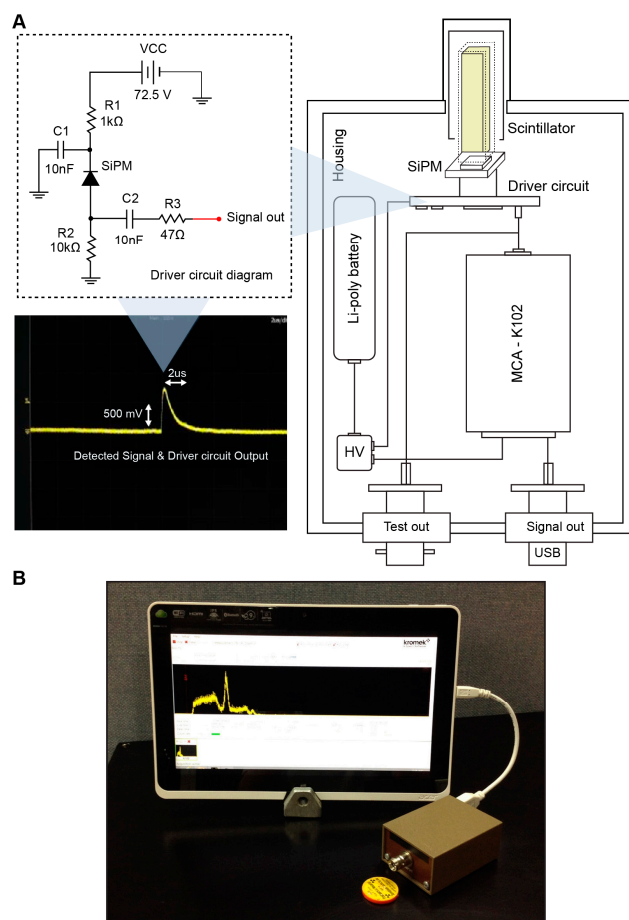 A
VCC
72.5 V
R1
1kΩ
C1
10nF
SiPM
C2
10nF
R3
47Ω
Signal out
R2
10kΩ
Driver circuit diagram
2us
500 mV
Detected Signal & Driver circuit Output
Scintillator
SiPM
Driver circuit
Housing
Li-poly battery
MCA - K102
HV
Test out
Signal out
USB
B
kromek